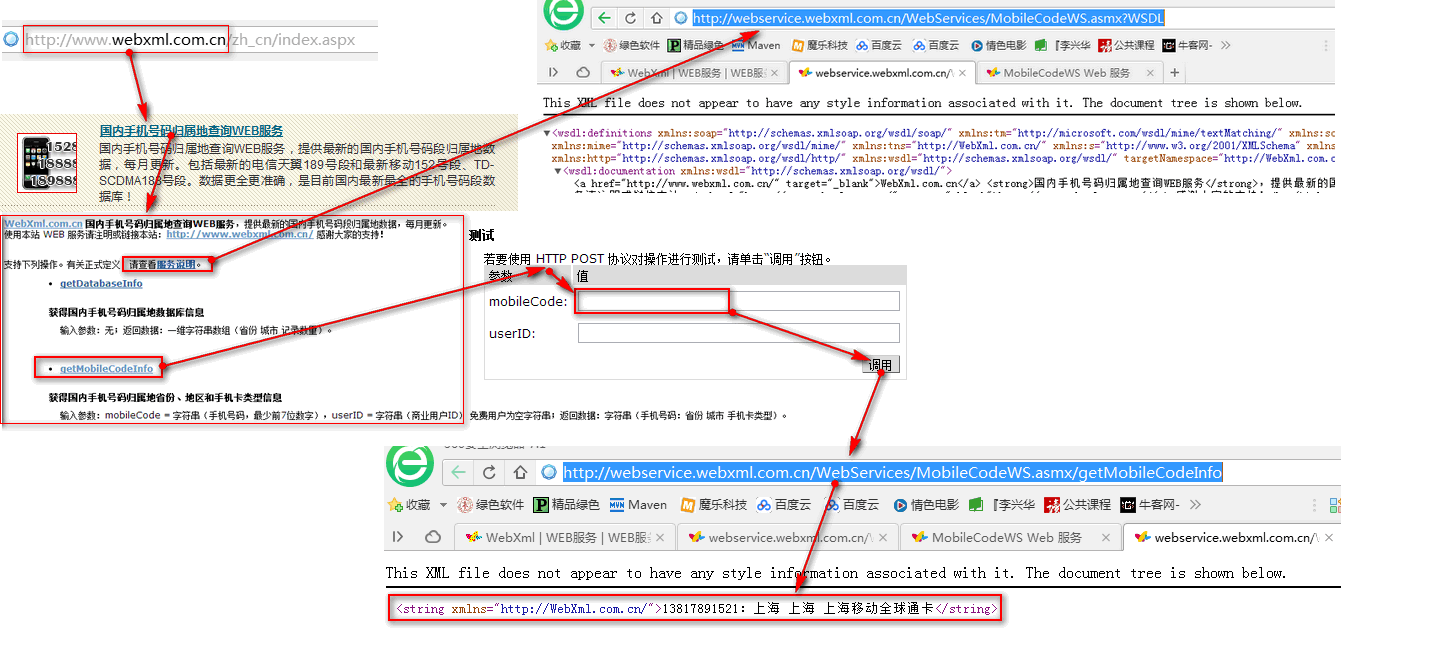 http://www.webxml.com.cn/zh_cn/index.aspx
国内手机号码归属地查询WEB服务
国内手机号码归属地查询WEB服务，提供最新的国内手机号码段归属地数
据，每月更新。包括最新的电信天翼189号段和最新移动152号段、TD-
SCDMA188号段。数据更全更准确，是目前国内最新最全的手机号码段数
据库！
WebXml.com.cn 国内手机号码归属地查询WEB服务，提供最新的国内手机号码段归属地数据，每月更新。
使用本站 WEB 服务请注明或链接本站：http://www.webxml.com.cn/ 感谢大家的支持！
支持下列操作。有关正式定义，请查看服务说明。
getDatabaseInfo
获得国内手机号码归属地数据库信息
输入参数：无；返回数据：一维字符串数组（省份 城市 记录数量）。
getMobileCodeInfo
获得国内手机号码归属地省份、地区和手机卡类型信息
输入参数：mobileCode = 字符串（手机号码，最少前7位数字），userID = 字符串（商业用户ID） 免费用户为空字符串；返回数据：字符串（手机号码：省份 城市 手机卡类型）。
http://webservice.webxml.com.cn/WebServices/MobileCodeWS.asmx?WSDL
收藏 绿色软件 精品绿色 Maven 魔乐科技 百度云 百度云 情色电影 『李兴华 公共课程 牛客网-
WebXml | WEB服务 | WEB服 × webservice.webxml.com.cn/\ × MobileCodeWS Web 服务 × +
This XML file does not appear to have any style information associated with it. The document tree is shown below.
▼<wsdl:definitions xmlns:soap="http://schemas.xmlsoap.org/wsdl/soap/" xmlns:tm="http://microsoft.com/wsdl/mime/textMatching/" xmlns:sc
xmlns:mime="http://schemas.xmlsoap.org/wsdl/mime/" xmlns:tns="http://WebXml.com.cn/" xmlns:s="http://www.w3.org/2001/XMLSchema" xmlns
xmlns:http="http://schemas.xmlsoap.org/wsdl/http/" xmlns:wsdl="http://schemas.xmlsoap.org/wsdl/" targetNamespace="http://WebXml.com.c
▼<wsdl:documentation xmlns:wsdl="http://schemas.xmlsoap.org/wsdl/">
<a href="http://www.webxml.com.cn/" target="_blank">WebXml.com.cn</a> <strong>国内手机号码归属地查询WEB服务</strong>，提供最新的国
测试
若要使用 HTTP POST 协议对操作进行测试，请单击“调用”按钮。
参数 值
mobileCode:
userID:
调用
http://webservice.webxml.com.cn/WebServices/MobileCodeWS.asmx/getMobileCodeInfo
收藏 绿色软件 精品绿色 Maven 魔乐科技 百度云 百度云 情色电影 『李兴华 公共课程 牛客网-
WebXml | WEB服务 | WEB服 × webservice.webxml.com.cn/\ × MobileCodeWS Web 服务 × webservice.webxml.com.cn/\ ×
This XML file does not appear to have any style information associated with it. The document tree is shown below.
<string xmlns="http://WebXml.com.cn/">13817891521：上海 上海 上海移动全球通卡</string>